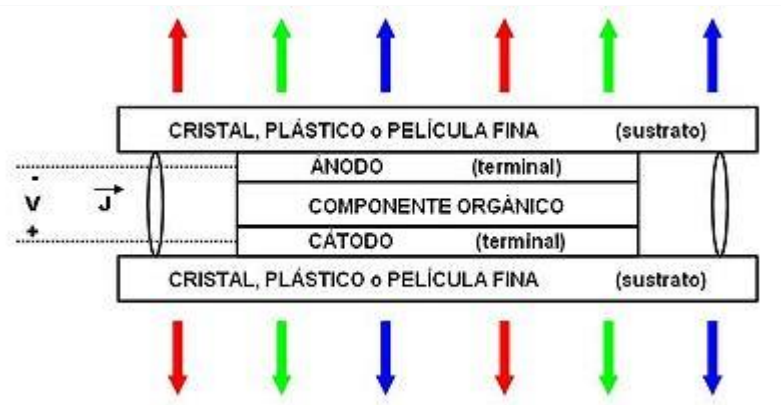 CRISTAL, PLÁSTICO o PELÍCULA FINA (sustrato)
ÁNODO (terminal)
-
V J
COMPONENTE ORGÁNICO
+
CÁTODO (terminal)
CRISTAL, PLÁSTICO o PELÍCULA FINA (sustrato)